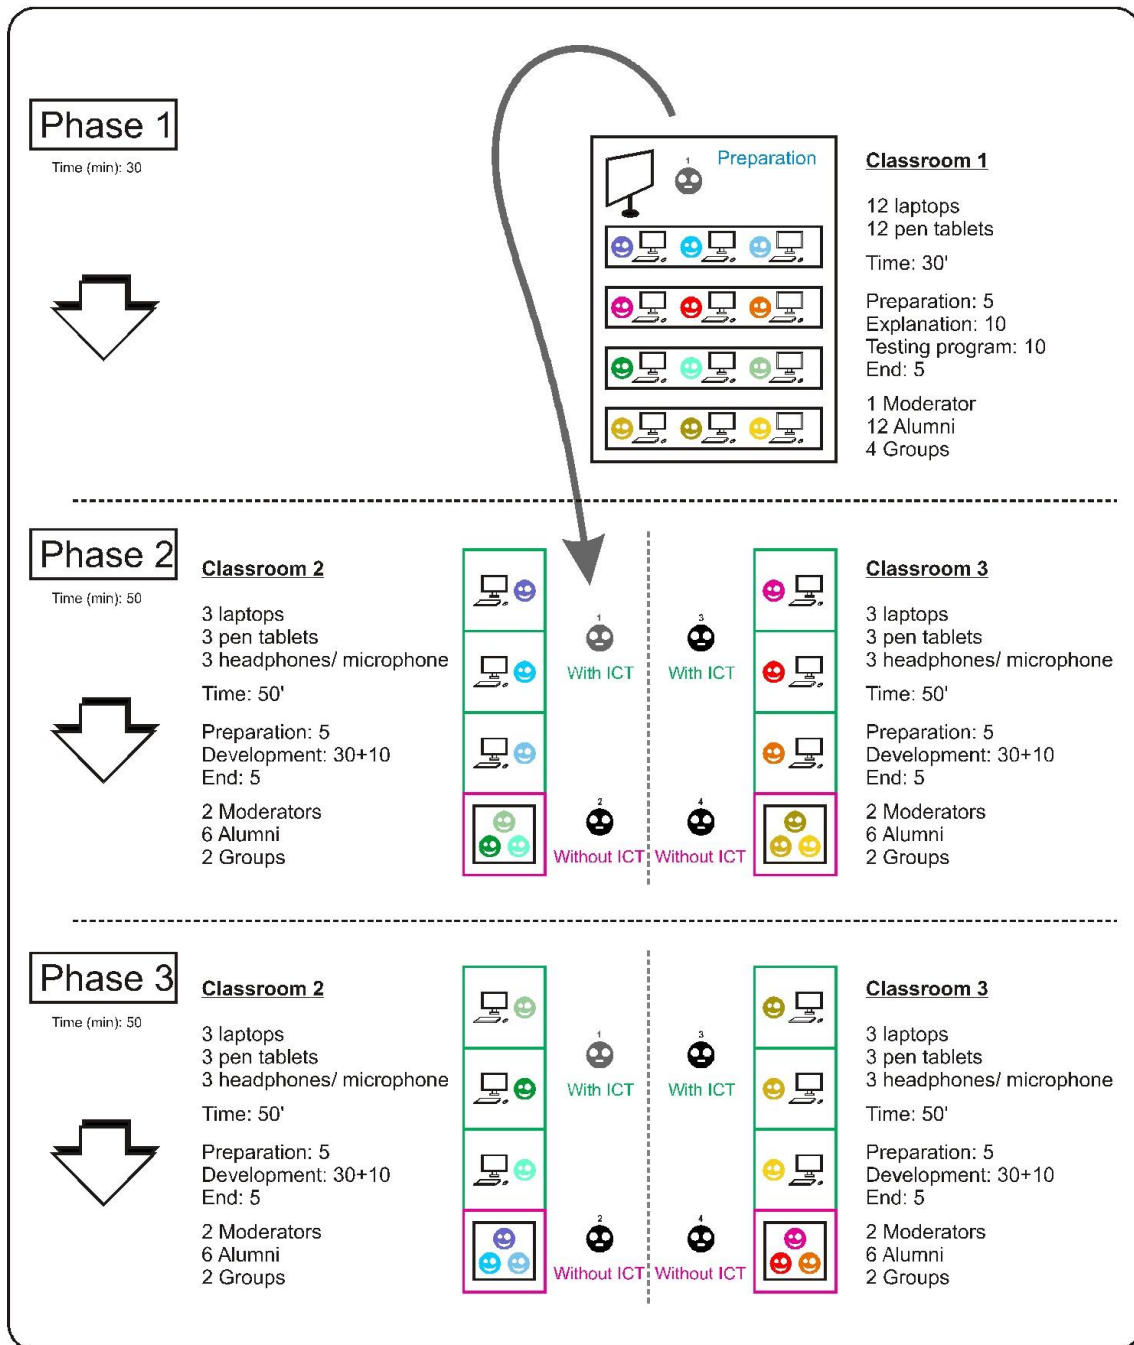 Phase 1
Time (min): 30
1
Preparation
Classroom 1
12 laptops
12 pen tablets
Time: 30'
Preparation: 5
Explanation: 10
Testing program: 10
End: 5
1 Moderator
12 Alumni
4 Groups
Phase 2
Time (min): 50
Classroom 2
3 laptops
3 pen tablets
3 headphones/ microphone
Time: 50'
Preparation: 5
Development: 30+10
End: 5
2 Moderators
6 Alumni
2 Groups
1
With ICT
2
Without ICT
3
With ICT
4
Without ICT
Classroom 3
3 laptops
3 pen tablets
3 headphones/ microphone
Time: 50'
Preparation: 5
Development: 30+10
End: 5
2 Moderators
6 Alumni
2 Groups
Phase 3
Time (min): 50
Classroom 2
3 laptops
3 pen tablets
3 headphones/ microphone
Time: 50'
Preparation: 5
Development: 30+10
End: 5
2 Moderators
6 Alumni
2 Groups
1
With ICT
2
Without ICT
3
With ICT
4
Without ICT
Classroom 3
3 laptops
3 pen tablets
3 headphones/ microphone
Time: 50'
Preparation: 5
Development: 30+10
End: 5
2 Moderators
6 Alumni
2 Groups